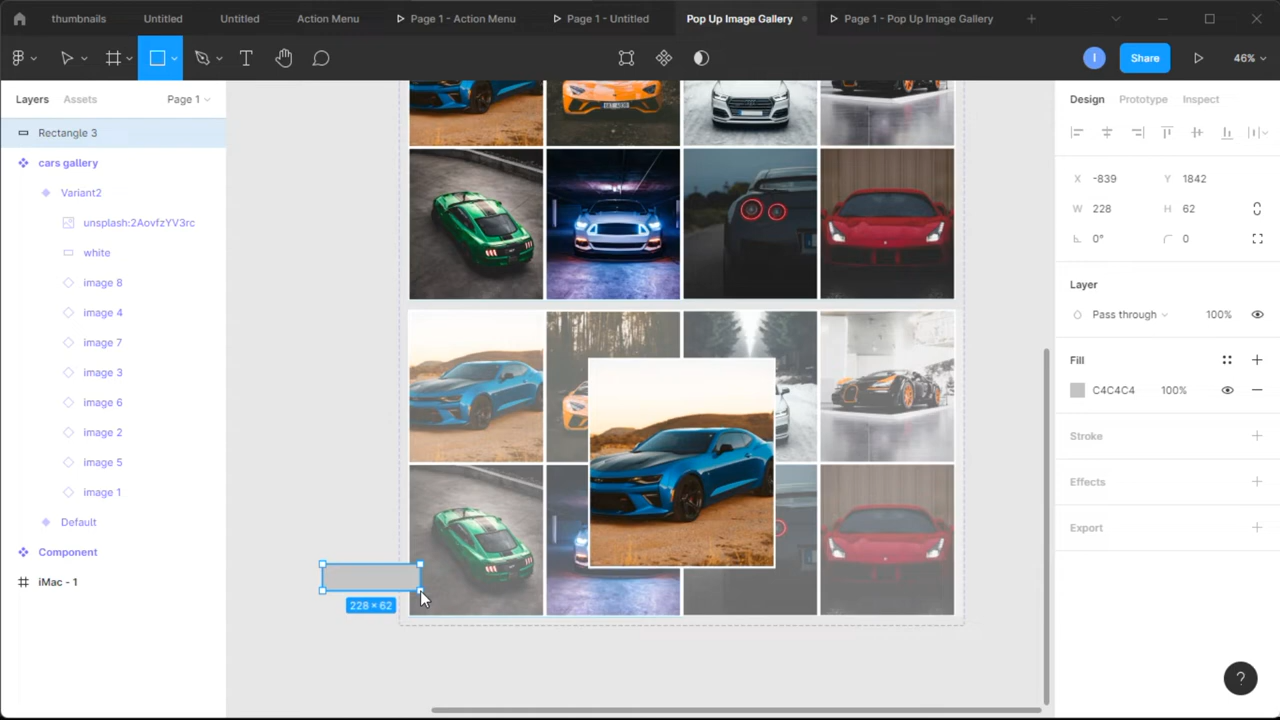 thumbnails Untitled Untitled Action Menu Page 1 - Action Menu Page 1 - Untitled Pop Up Image Gallery Page 1 - Pop Up Image Gallery
T I Share 46%
Layers Assets Page 1 Design Prototype Inspect
Rectangle 3
cars gallery
Variant2
unsplash:2AovfzYV3rc
white
image 8
image 4
image 7
image 3
image 6
image 2
image 5
image 1
Default
Component
iMac - 1
228 × 62
X -839 Y 1842
W 228 H 62
0° 0
Layer
Pass through 100%
Fill
C4C4C4 100%
Stroke
Effects
Export
?